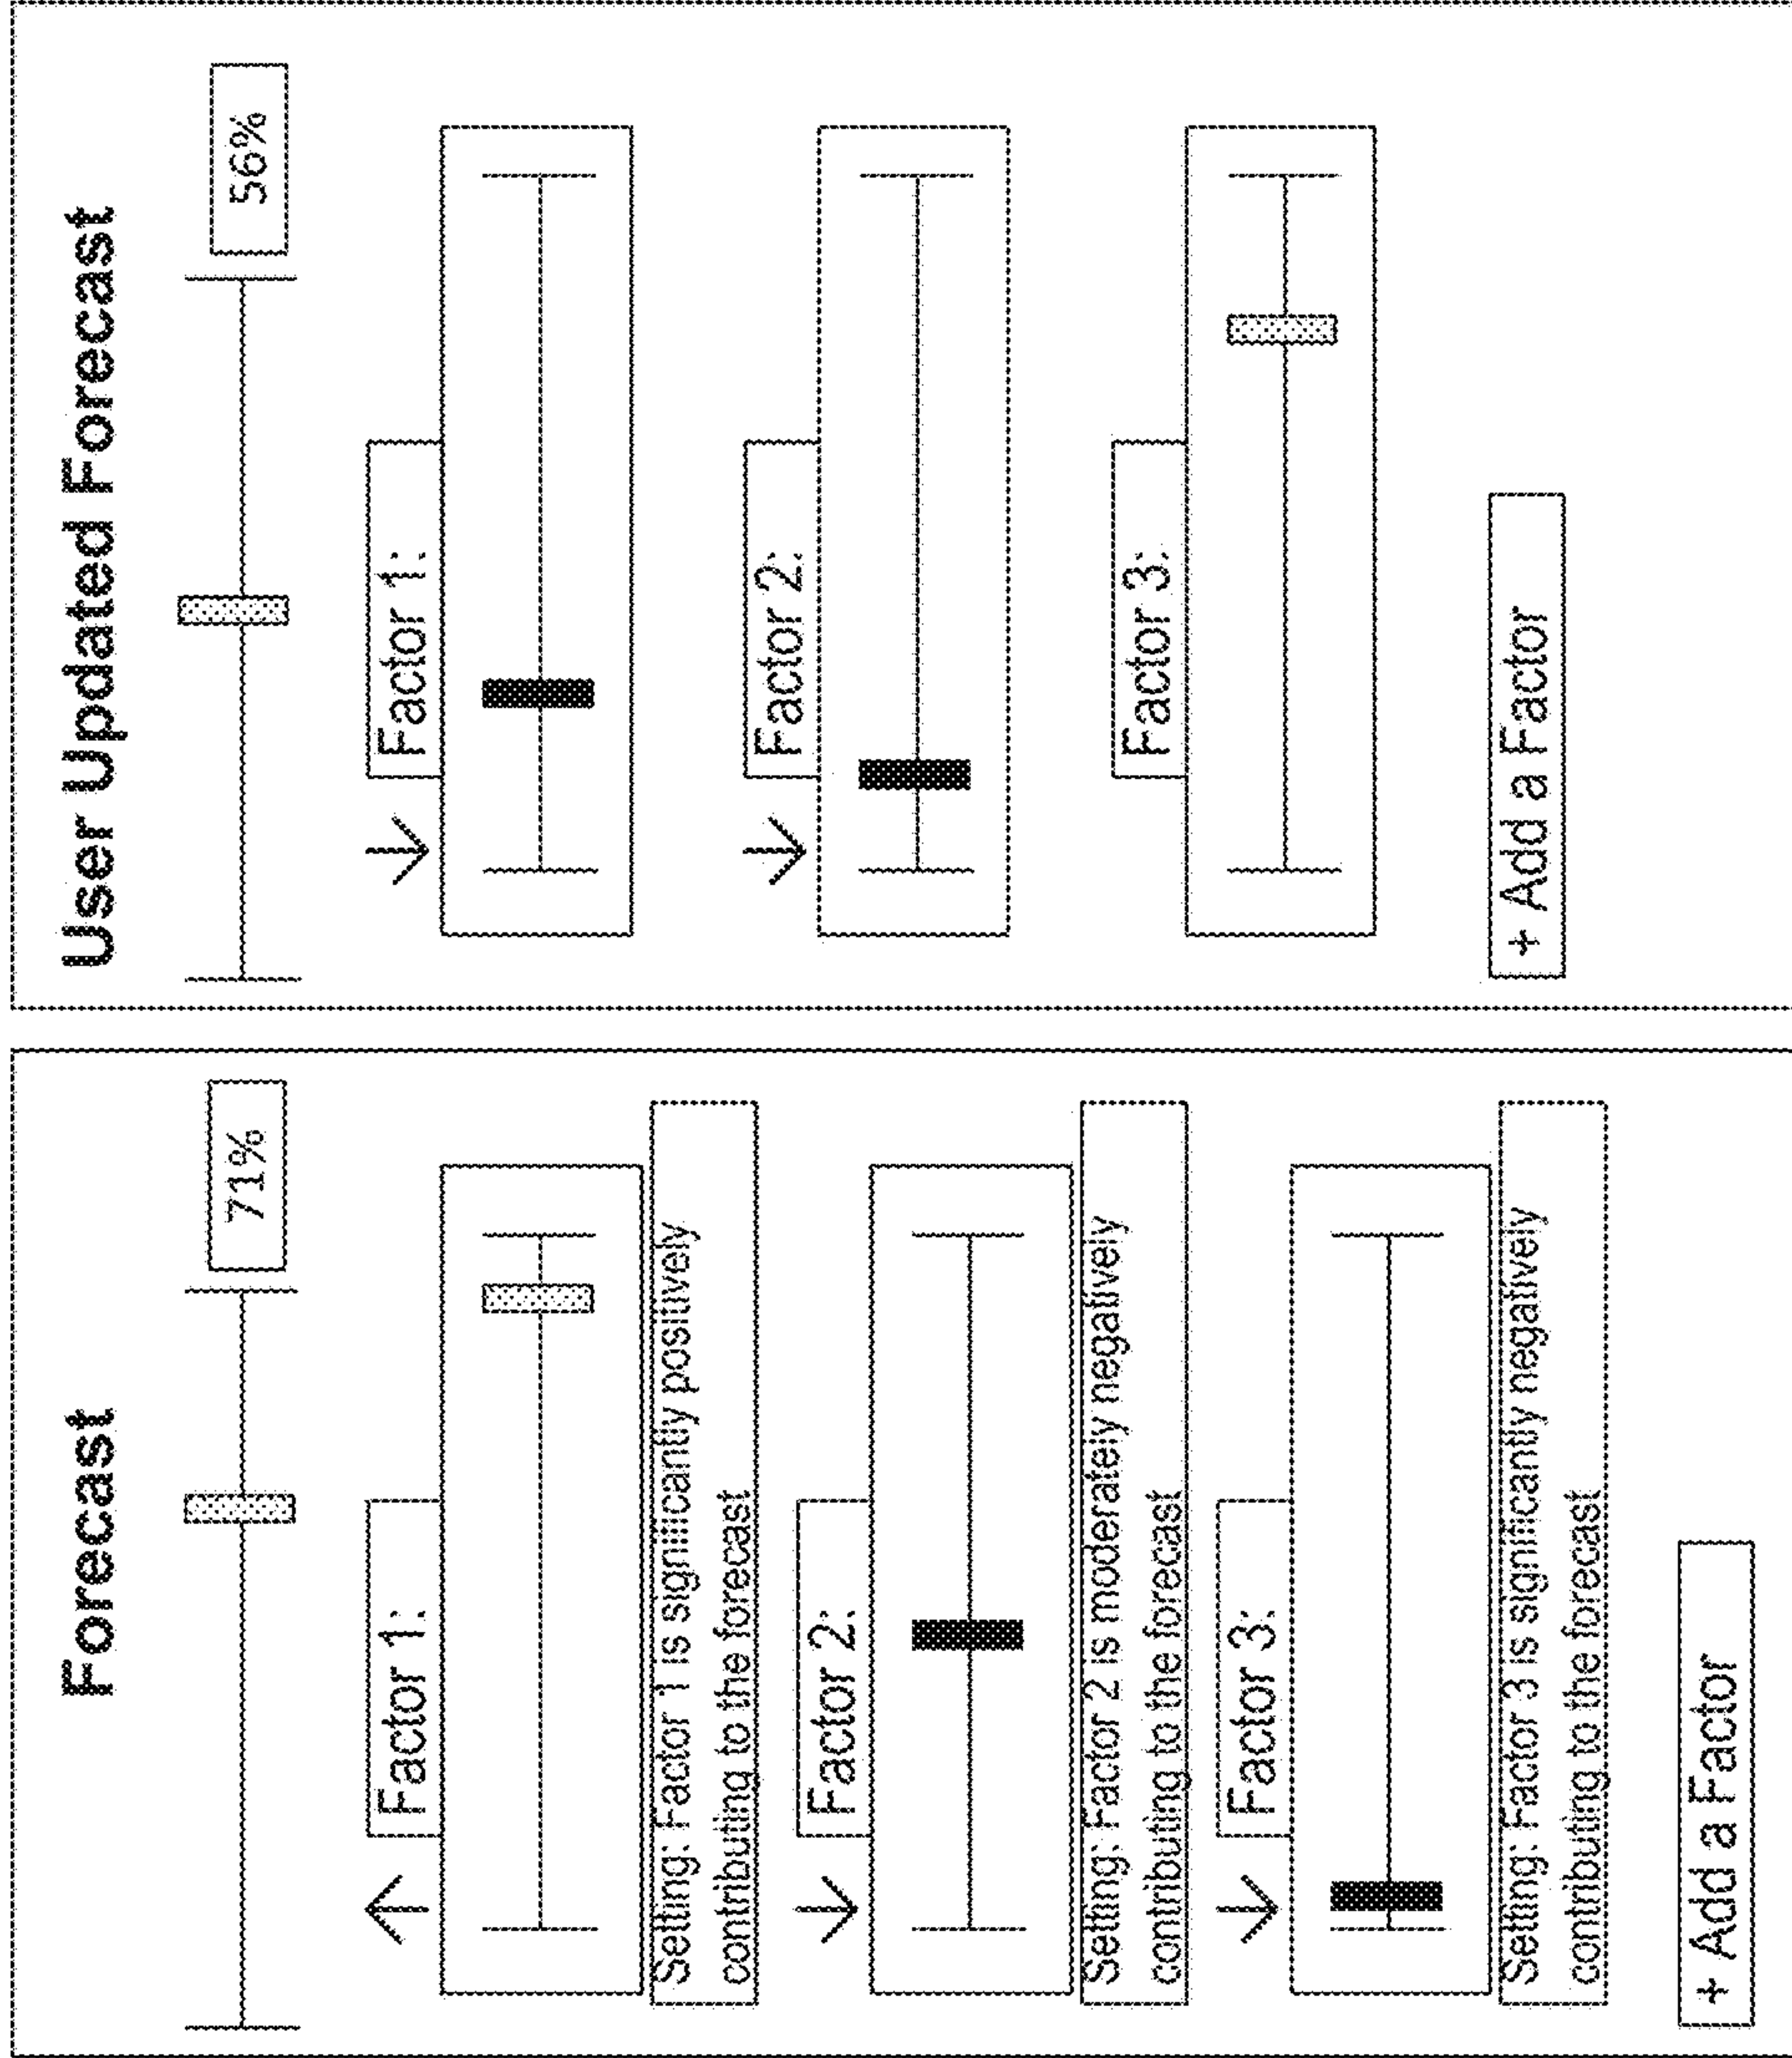 Forecast
71%
Factor 1:
Setting: Factor 1 is significantly positively
contributing to the forecast
Factor 2:
Setting: Factor 2 is moderately negatively
contributing to the forecast
Factor 3:
Setting: Factor 3 is significantly negatively
contributing to the forecast
+ Add a Factor
User Updated Forecast
56%
Factor 1:
Factor 2:
Factor 3:
+ Add a Factor